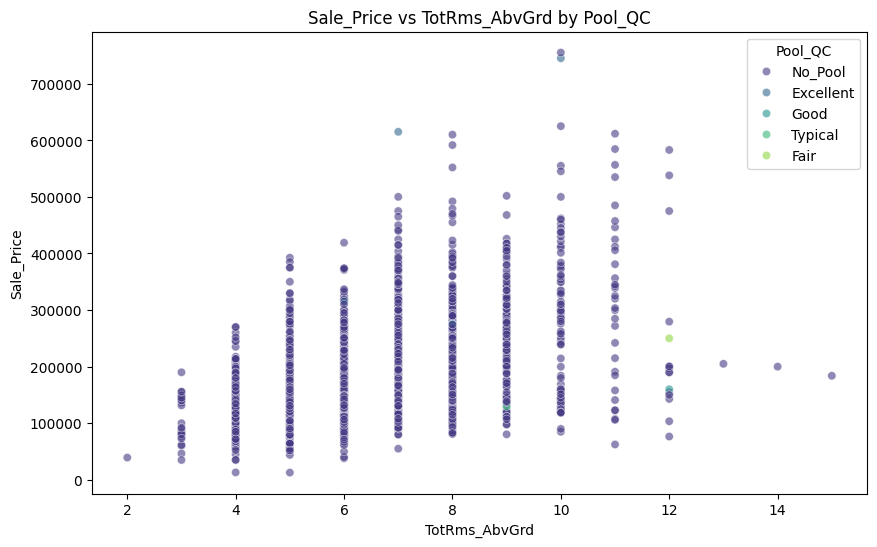 Sale_Price vs TotRms_AbvGrd by Pool_QC
Pool_QC
No_Pool
Excellent
Good
Typical
Fair
Sale_Price
700000
600000
500000
400000
300000
200000
100000
0
2 4 6 8 10 12 14
TotRms_AbvGrd